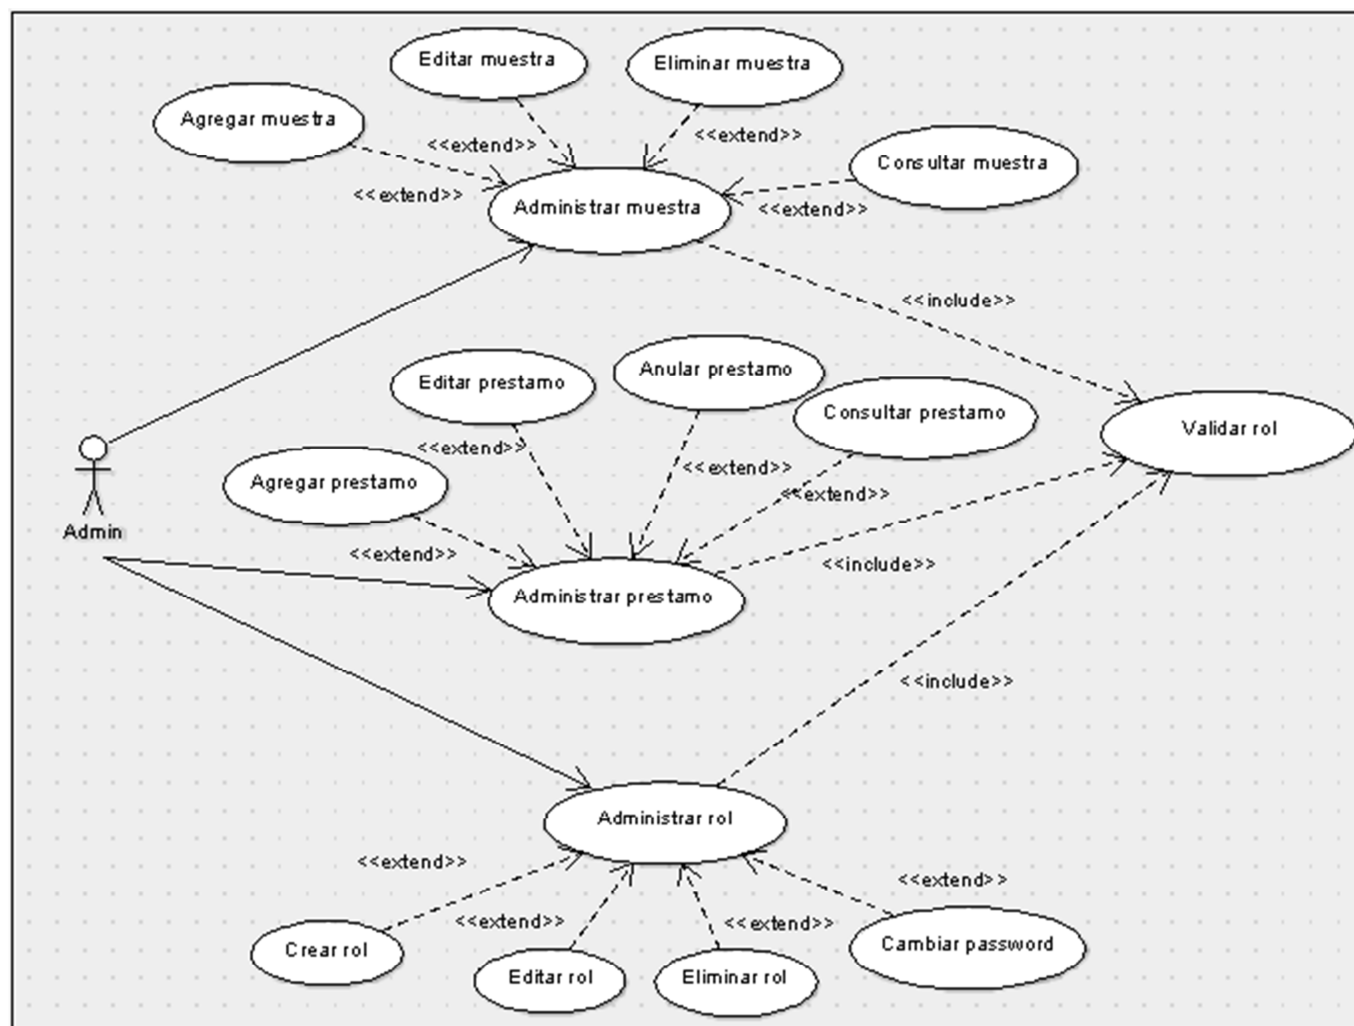 Editar muestra
Eliminar muestra
Agregar muestra
<<extend>>
<<extend>>
Consultar muestra
<<extend>>
<<extend>>
Administrar muestra
<<include>>
Editar prestamo
Anular prestamo
Consultar prestamo
Validar rol
<<extend>>
Agregar prestamo
<<extend>>
<<extend>>
Admin
<<extend>>
<<include>>
Administrar prestamo
<<include>>
Administrar rol
<<extend>>
<<extend>>
<<extend>>
<<extend>>
Crear rol
Cambiar password
Editar rol
Eliminar rol